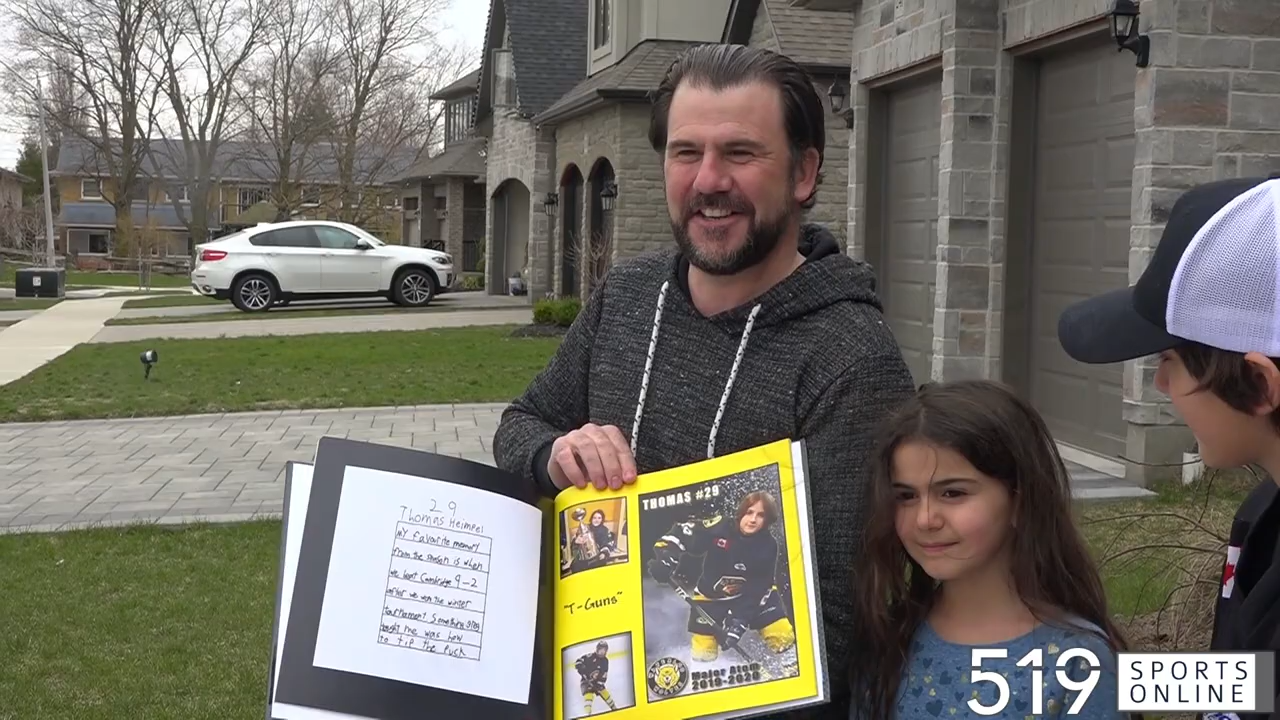 29
Thomas Heimpel
My favourite memory
from the season is when
we beat Cambridge 9-2
after we won the winter
tournament. Something Greg
taught me was how
to tip the puck
THOMAS #29
"T-Guns"
Major Atom
2019-2020
519
SPORTS
ONLINE